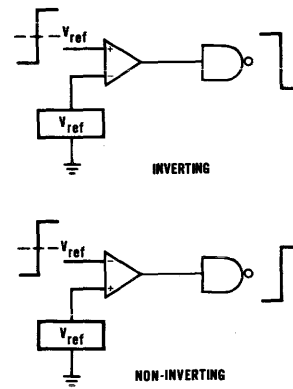 Vref
+
−
Vref
INVERTING
Vref
−
+
Vref
NON-INVERTING